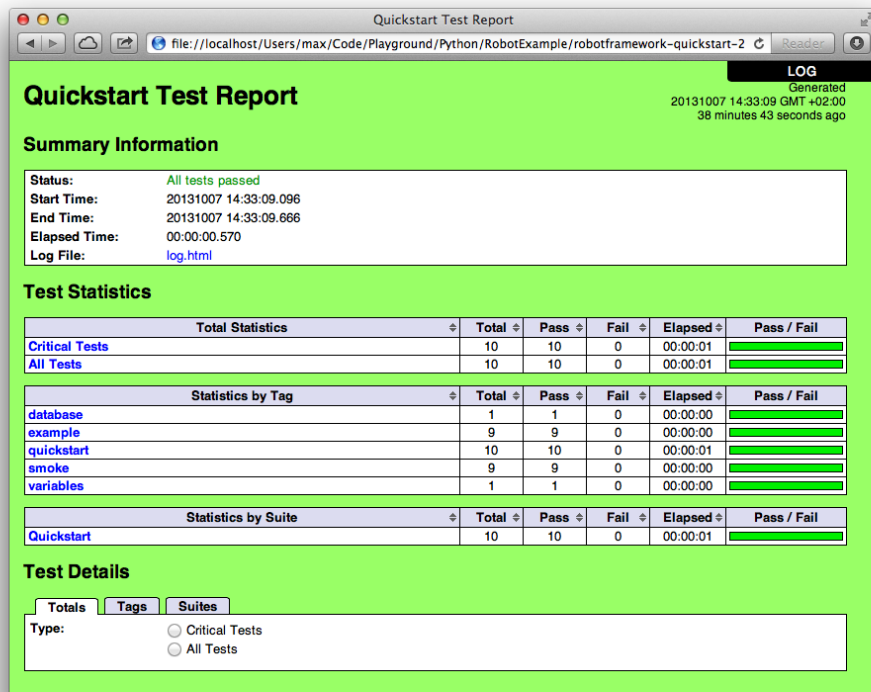 Quickstart Test Report
file://localhost/Users/max/Code/Playground/Python/RobotExample/robotframework-quickstart-2
Reader
LOG
Quickstart Test Report
Generated
20131007 14:33:09 GMT +02:00
38 minutes 43 seconds ago
Summary Information
Status: All tests passed
Start Time: 20131007 14:33:09.096
End Time: 20131007 14:33:09.666
Elapsed Time: 00:00:00.570
Log File: log.html
Test Statistics
Total Statistics Total Pass Fail Elapsed Pass / Fail
Critical Tests 10 10 0 00:00:01
All Tests 10 10 0 00:00:01
Statistics by Tag Total Pass Fail Elapsed Pass / Fail
database 1 1 0 00:00:00
example 9 9 0 00:00:00
quickstart 10 10 0 00:00:01
smoke 9 9 0 00:00:00
variables 1 1 0 00:00:00
Statistics by Suite Total Pass Fail Elapsed Pass / Fail
Quickstart 10 10 0 00:00:01
Test Details
Totals Tags Suites
Type: Critical Tests
All Tests